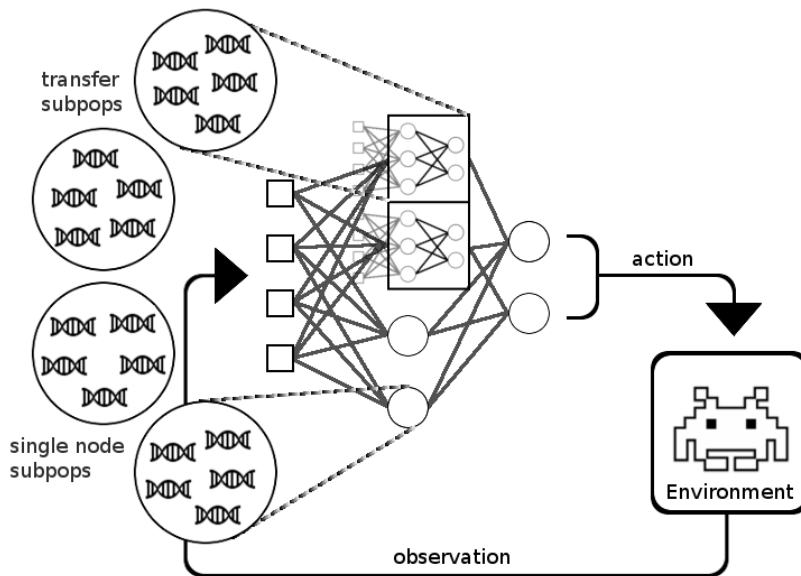 transfer
subpops
action
single node
subpops
Environment
observation